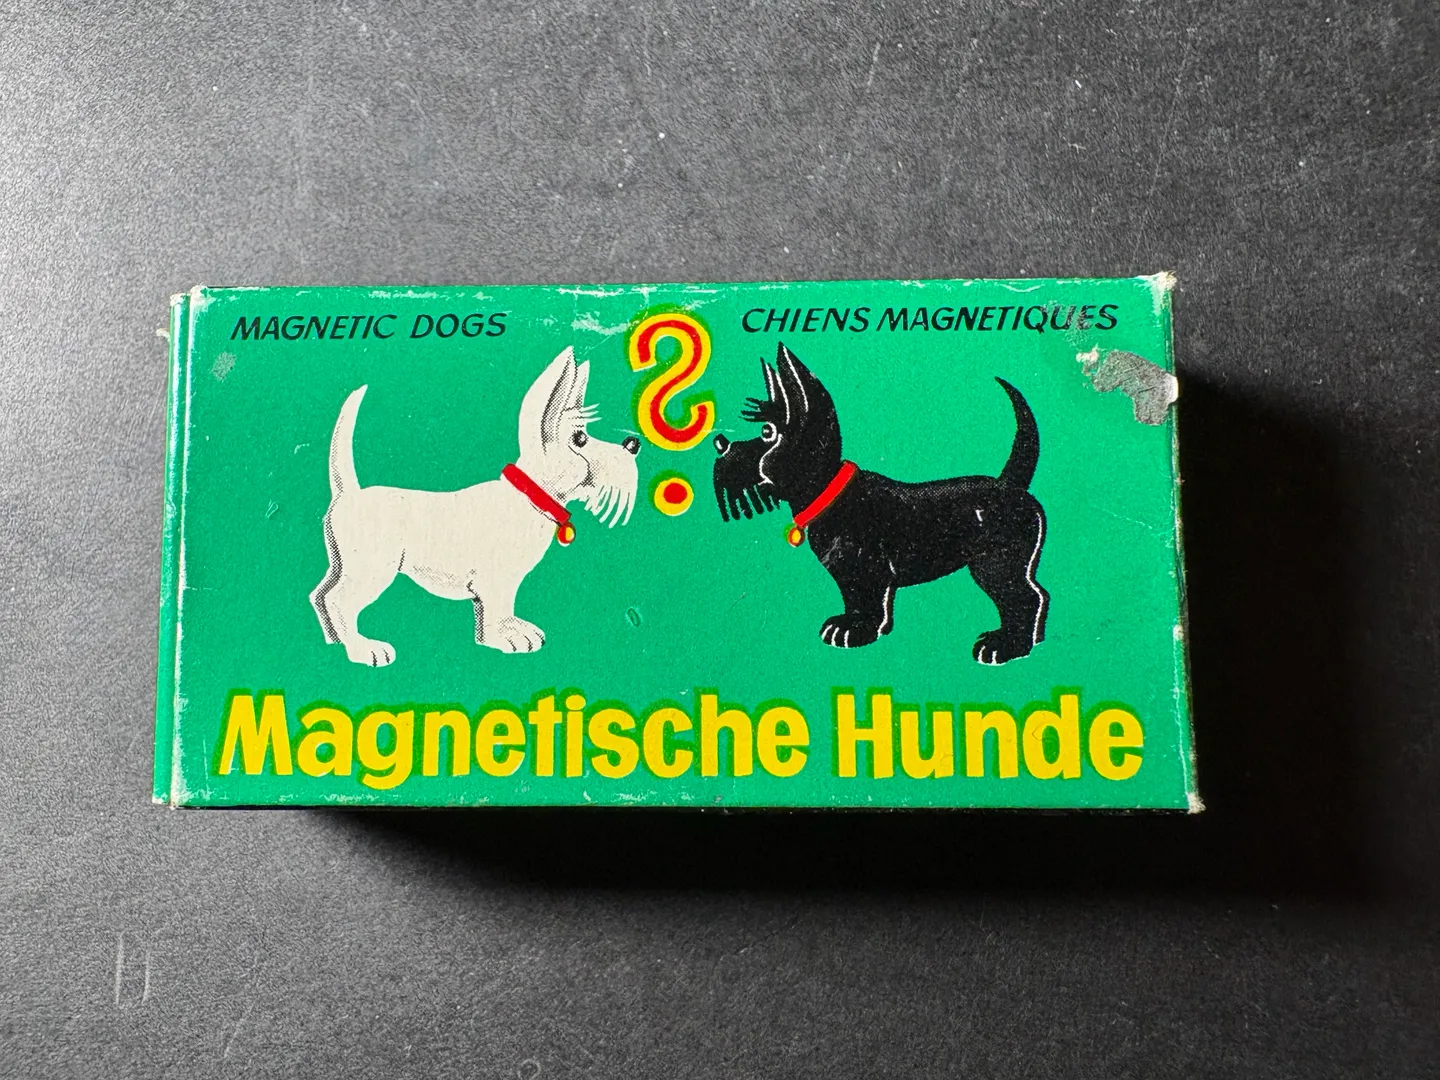 MAGNETIC DOGS
?
CHIENS MAGNETIQUES
Magnetische Hunde